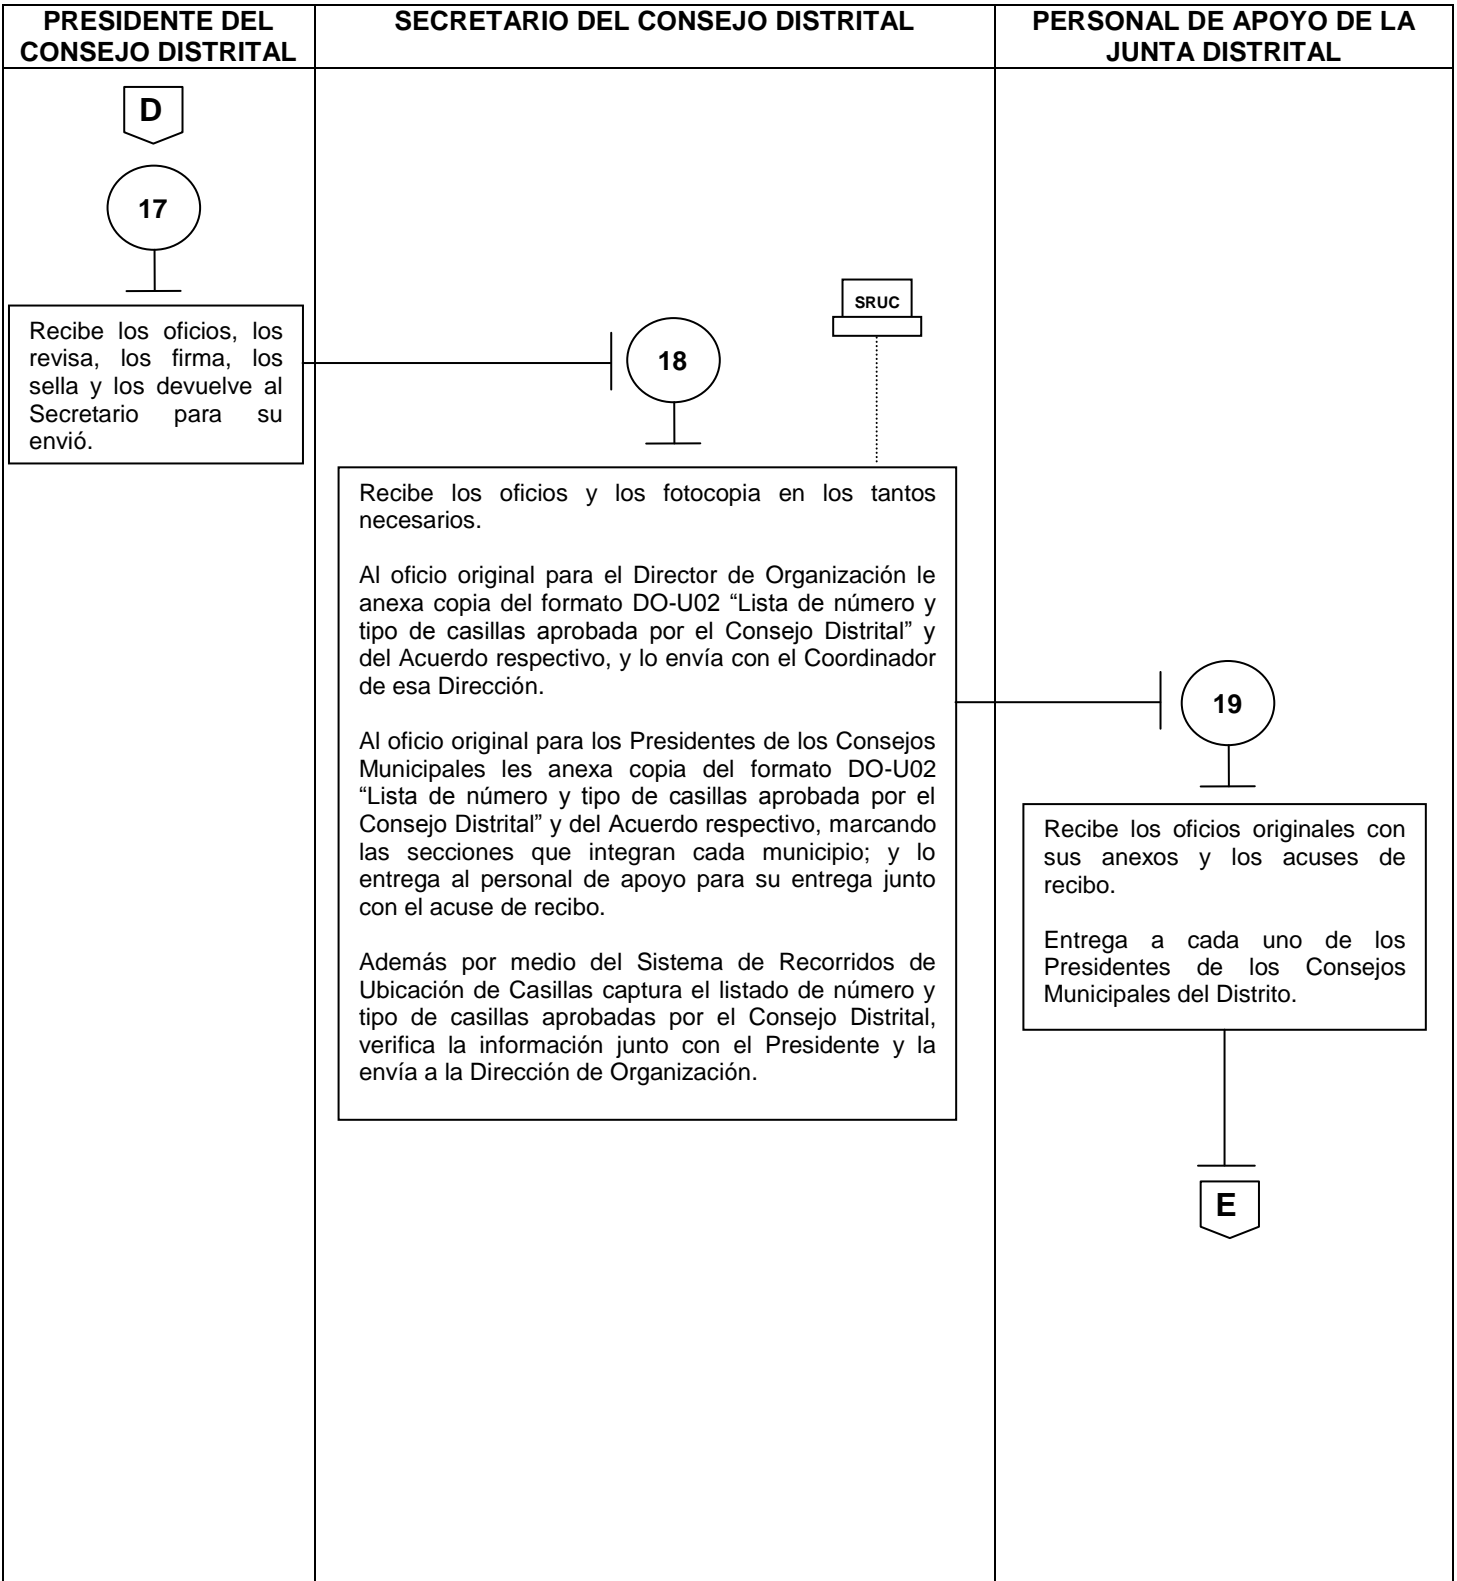 PRESIDENTE DEL
CONSEJO DISTRITAL
SECRETARIO DEL CONSEJO DISTRITAL
PERSONAL DE APOYO DE LA
JUNTA DISTRITAL
D
17
Recibe los oficios, los
revisa, los firma, los
sella y los devuelve al
Secretario para su
envió.
18
SRUC
Recibe los oficios y los fotocopia en los tantos
necesarios.
Al oficio original para el Director de Organización le
anexa copia del formato DO-U02 “Lista de número y
tipo de casillas aprobada por el Consejo Distrital” y
del Acuerdo respectivo, y lo envía con el Coordinador
de esa Dirección.
Al oficio original para los Presidentes de los Consejos
Municipales les anexa copia del formato DO-U02
“Lista de número y tipo de casillas aprobada por el
Consejo Distrital” y del Acuerdo respectivo, marcando
las secciones que integran cada municipio; y lo
entrega al personal de apoyo para su entrega junto
con el acuse de recibo.
Además por medio del Sistema de Recorridos de
Ubicación de Casillas captura el listado de número y
tipo de casillas aprobadas por el Consejo Distrital,
verifica la información junto con el Presidente y la
envía a la Dirección de Organización.
19
Recibe los oficios originales con
sus anexos y los acuses de
recibo.
Entrega a cada uno de los
Presidentes de los Consejos
Municipales del Distrito.
E